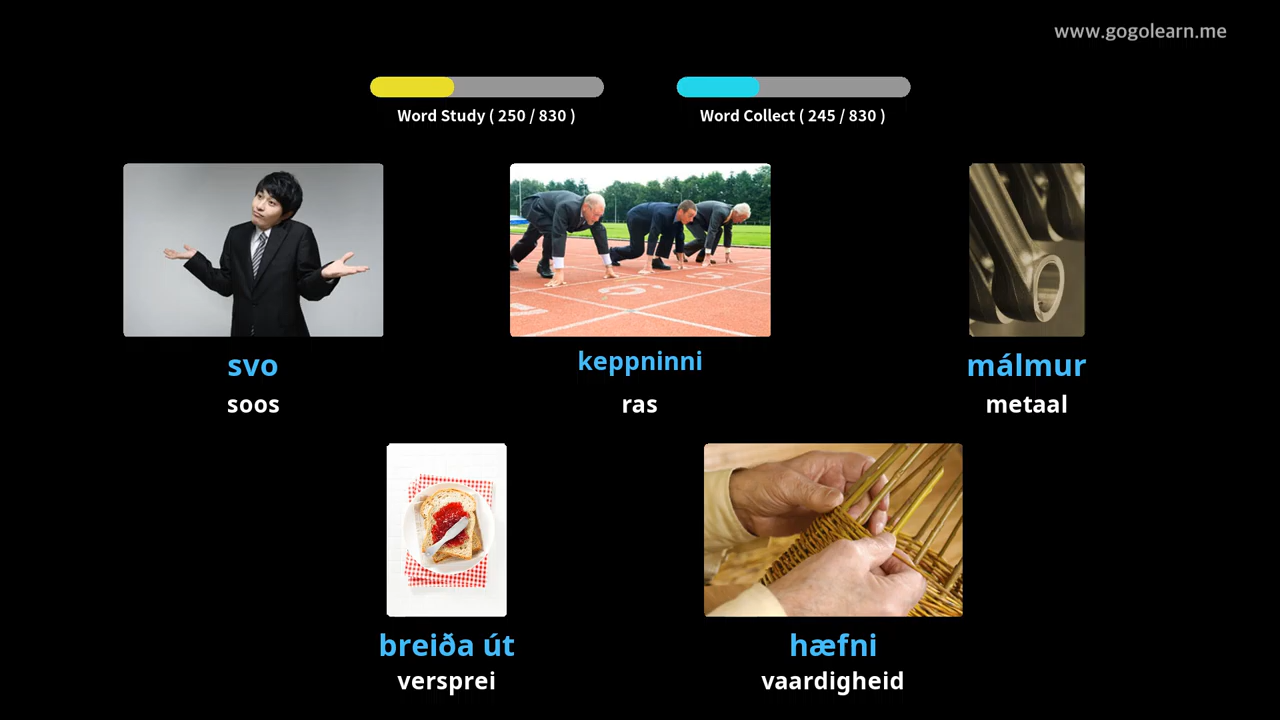 www.gogolearn.me
Word Study ( 250 / 830 )
Word Collect ( 245 / 830 )
svo
soos
keppninni
ras
málmur
metaal
breiða út
versprei
hæfni
vaardigheid